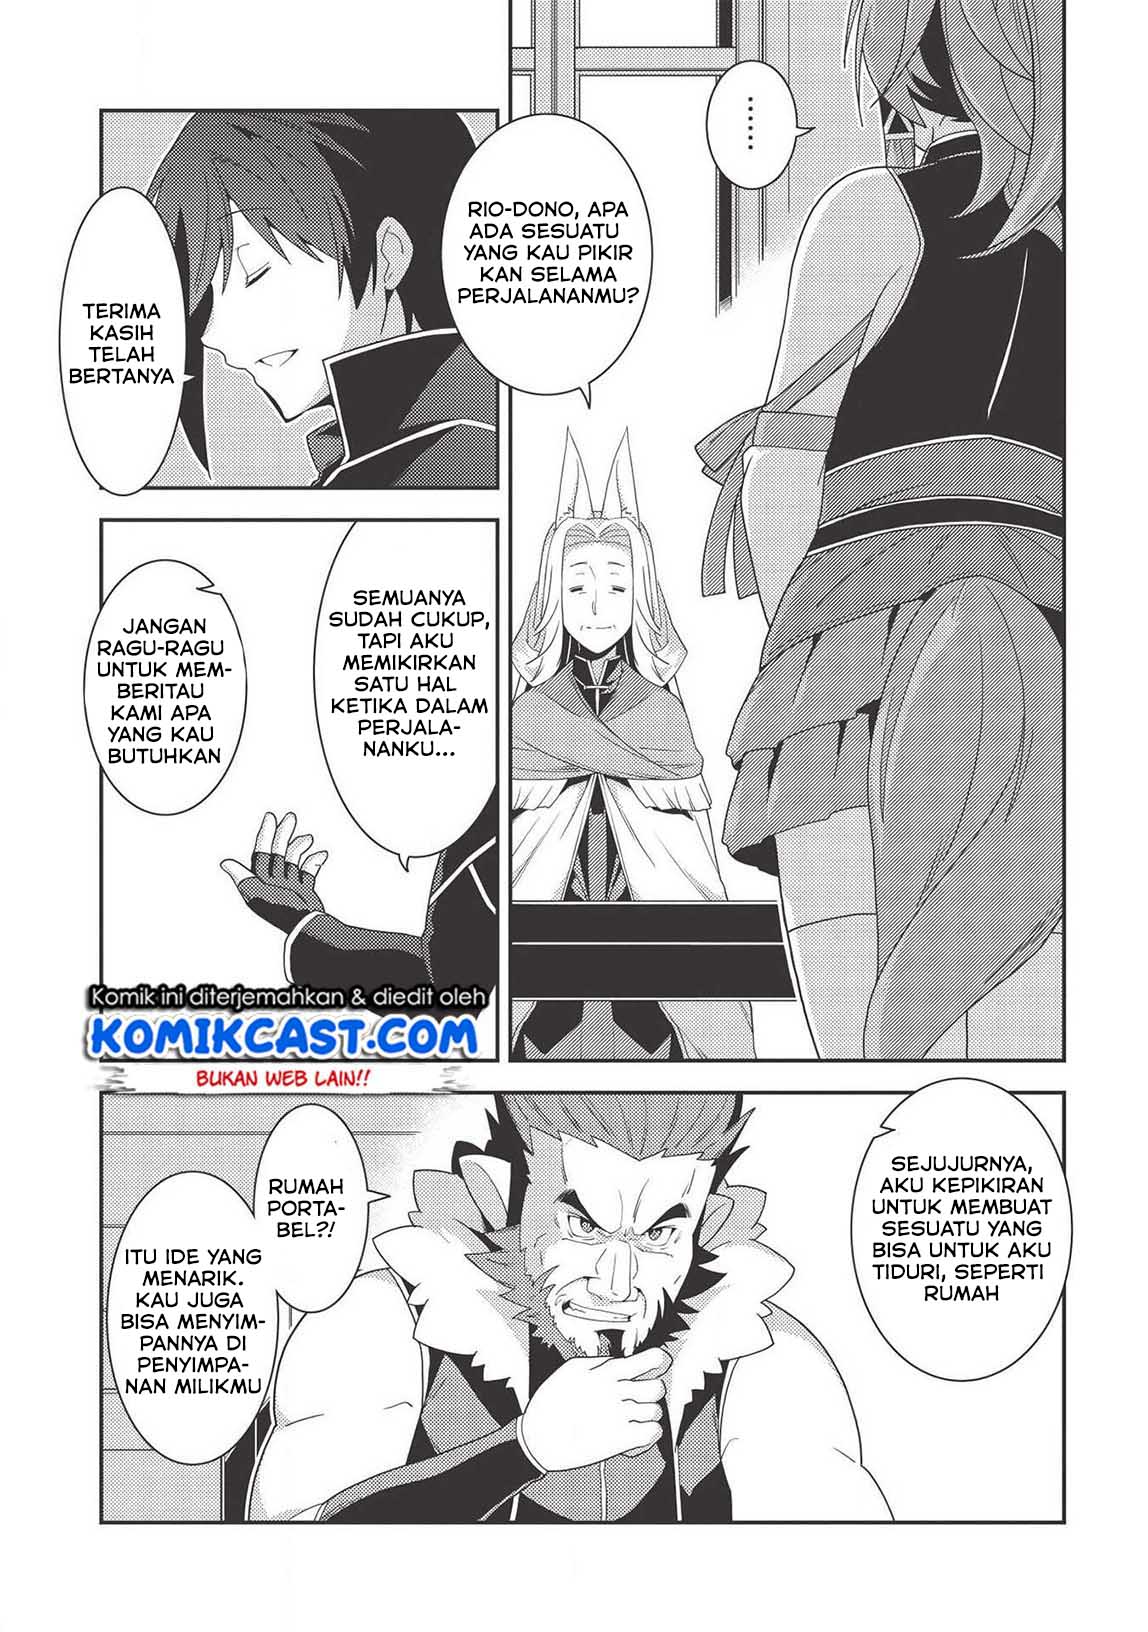 ......
RIO-DONO, APA
ADA SESUATU
YANG KAU PIKIR
KAN SELAMA
PERJALANANMU?
TERIMA
KASIH
TELAH
BERTANYA
SEMUANYA
SUDAH CUKUP,
TAPI AKU
MEMIKIRKAN
SATU HAL
KETIKA DALAM
PERJALA-
NANKU...
JANGAN
RAGU-RAGU
UNTUK MEM-
BERITAU
KAMI APA
YANG KAU
BUTUHKAN
Komik ini diterjemahkan & diedit oleh
KOMIKCAST.COM
BUKAN WEB LAIN!!
SEJUJURNYA,
AKU KEPIKIRAN
UNTUK MEMBUAT
SESUATU YANG
BISA UNTUK AKU
TIDURI, SEPERTI
RUMAH
RUMAH
PORTA-
BEL?!
ITU IDE YANG
MENARIK.
KAU JUGA
BISA MENYIM-
PANNYA DI
PENYIMPA-
NAN MILIKMU